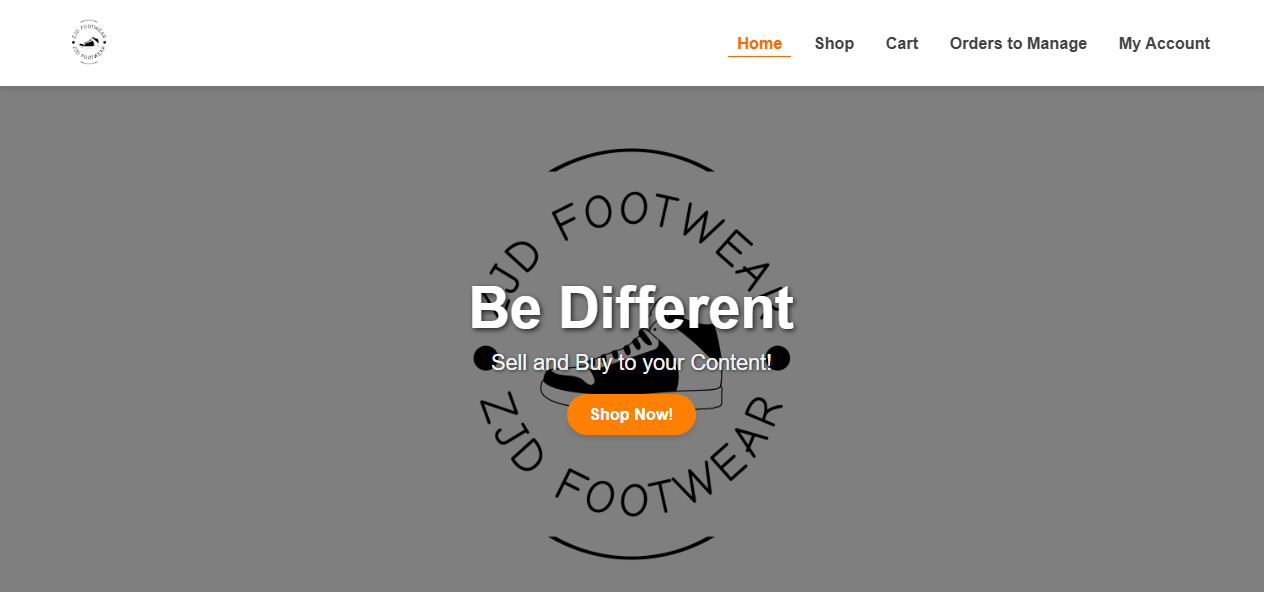 ZJD FOOTWEAR
ZJD FOOTWEAR
Home Shop Cart Orders to Manage My Account
ZJD FOOTWEAR
Be Different
Sell and Buy to your Content!
Shop Now!
ZJD FOOTWEAR